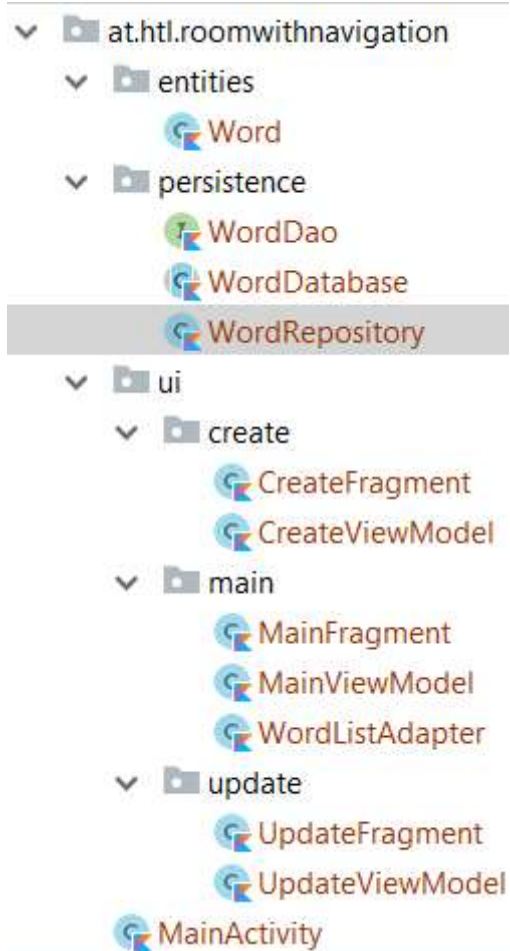 at.htl.roomwithnavigation
entities
Word
persistence
WordDao
WordDatabase
WordRepository
ui
create
CreateFragment
CreateViewModel
main
MainFragment
MainViewModel
WordListAdapter
update
UpdateFragment
UpdateViewModel
MainActivity